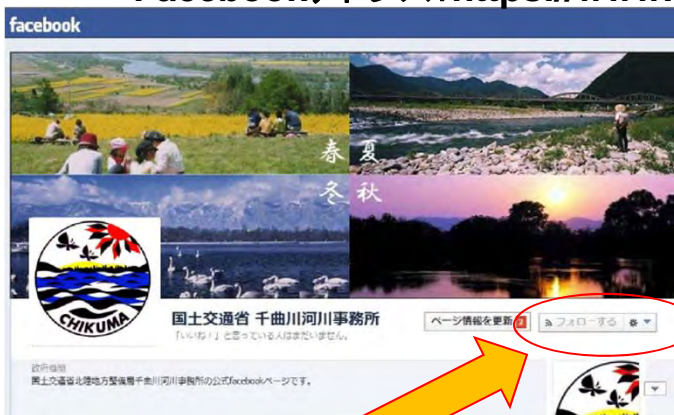 facebook
春 夏
冬 秋
CHIKUMA
国土交通省 千曲川河川事務所
ページ情報を更新 2
フォローする
「いいね！」と言っている人はまだいません。
政府機関
国土交通省北陸地方整備局千曲川河川事務所の公式facebookページです。